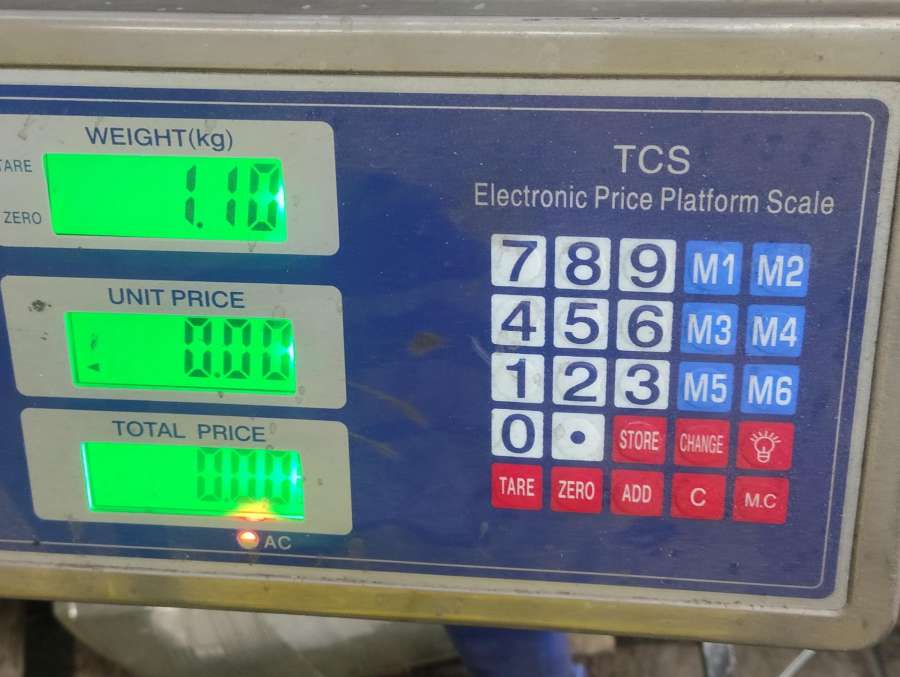 WEIGHT(kg)
TARE
1.10
ZERO
UNIT PRICE
0.00
TOTAL PRICE
0.00
AC
TCS
Electronic Price Platform Scale
7 8 9 M1 M2
4 5 6 M3 M4
1 2 3 M5 M6
0 . STORE CHANGE
TARE ZERO ADD C M.C